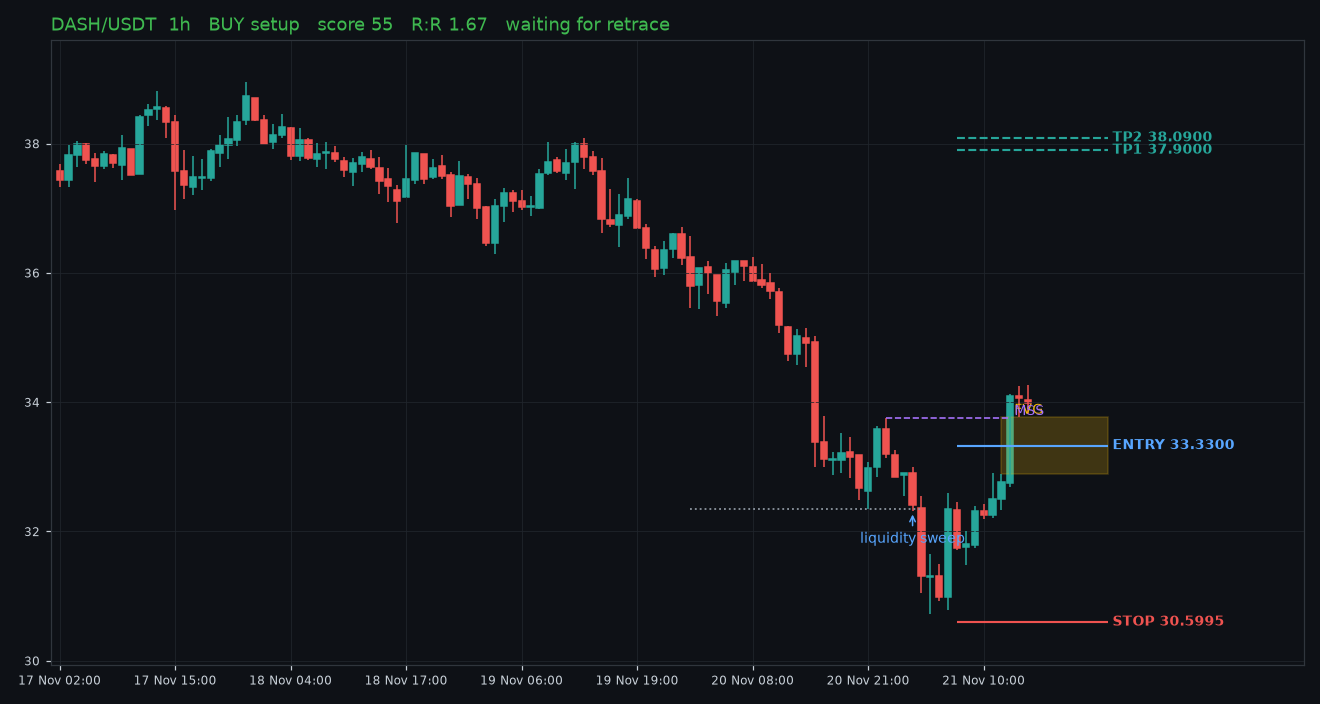 DASH/USDT 1h BUY setup score 55 R:R 1.67 waiting for retrace
38
36
34
32
30
TP2 38.0900
TP1 37.9000
FVG
MSS
ENTRY 33.3300
liquidity sweep
STOP 30.5995
17 Nov 02:00
17 Nov 15:00
18 Nov 04:00
18 Nov 17:00
19 Nov 06:00
19 Nov 19:00
20 Nov 08:00
20 Nov 21:00
21 Nov 10:00